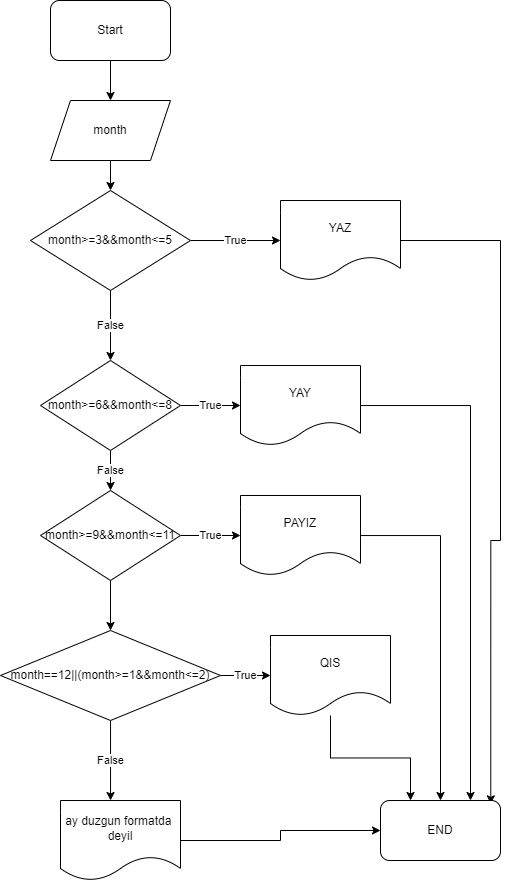 Start
month
month>=3&&month<=5
True
YAZ
False
month>=6&&month<=8
True
YAY
False
month>=9&&month<=11
True
PAYIZ
month==12||(month>=1&&month<=2)
True
QIS
False
ay duzgun formatda
deyil
END